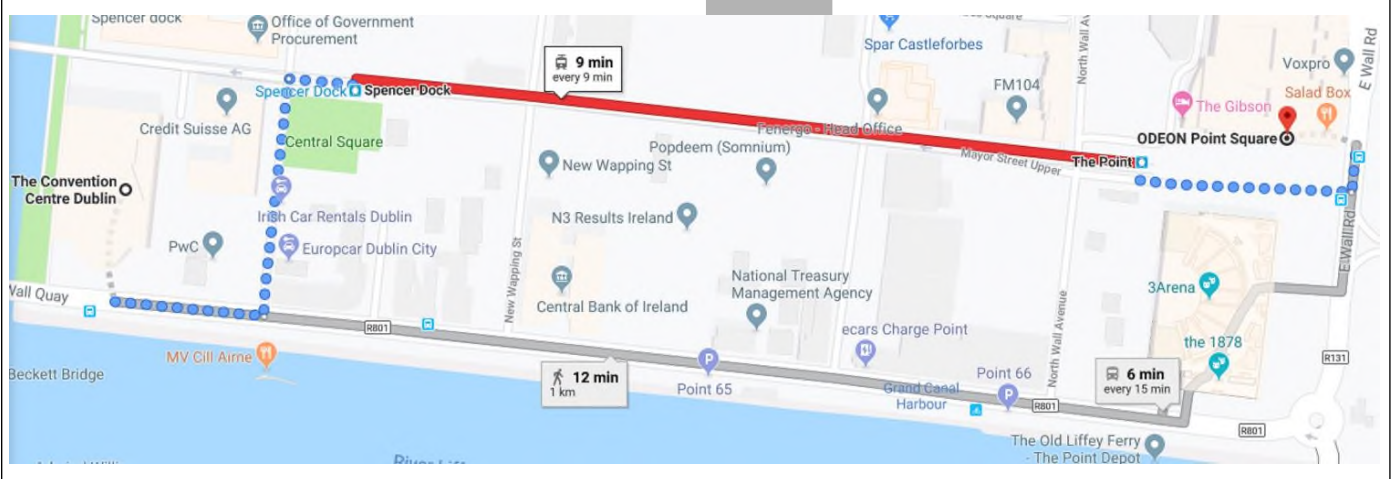 Spencer dock
Office of Government
Procurement
Spar Castleforbes
North Wall Av
E Wall Rd
Voxpro
9 min
every 9 min
FM104
The Gibson
Salad Box
Spencer Dock
Spencer Dock
Credit Suisse AG
Fenergo - Head Office
ODEON Point Square
Central Square
Popdeem (Somnium)
Mayor Street Upper
The Point
New Wapping St
The Convention
Centre Dublin
Irish Car Rentals Dublin
N3 Results Ireland
PwC
Europcar Dublin City
E Wall Rd
New Wapping St
Central Bank of Ireland
National Treasury
Management Agency
3Arena
Wall Quay
R801
ecars Charge Point
North Wall Avenue
the 1878
MV Cill Airne
R131
Beckett Bridge
12 min
1 km
Point 65
Grand Canal
Harbour
Point 66
R801
6 min
every 15 min
R801
The Old Liffey Ferry
- The Point Depot